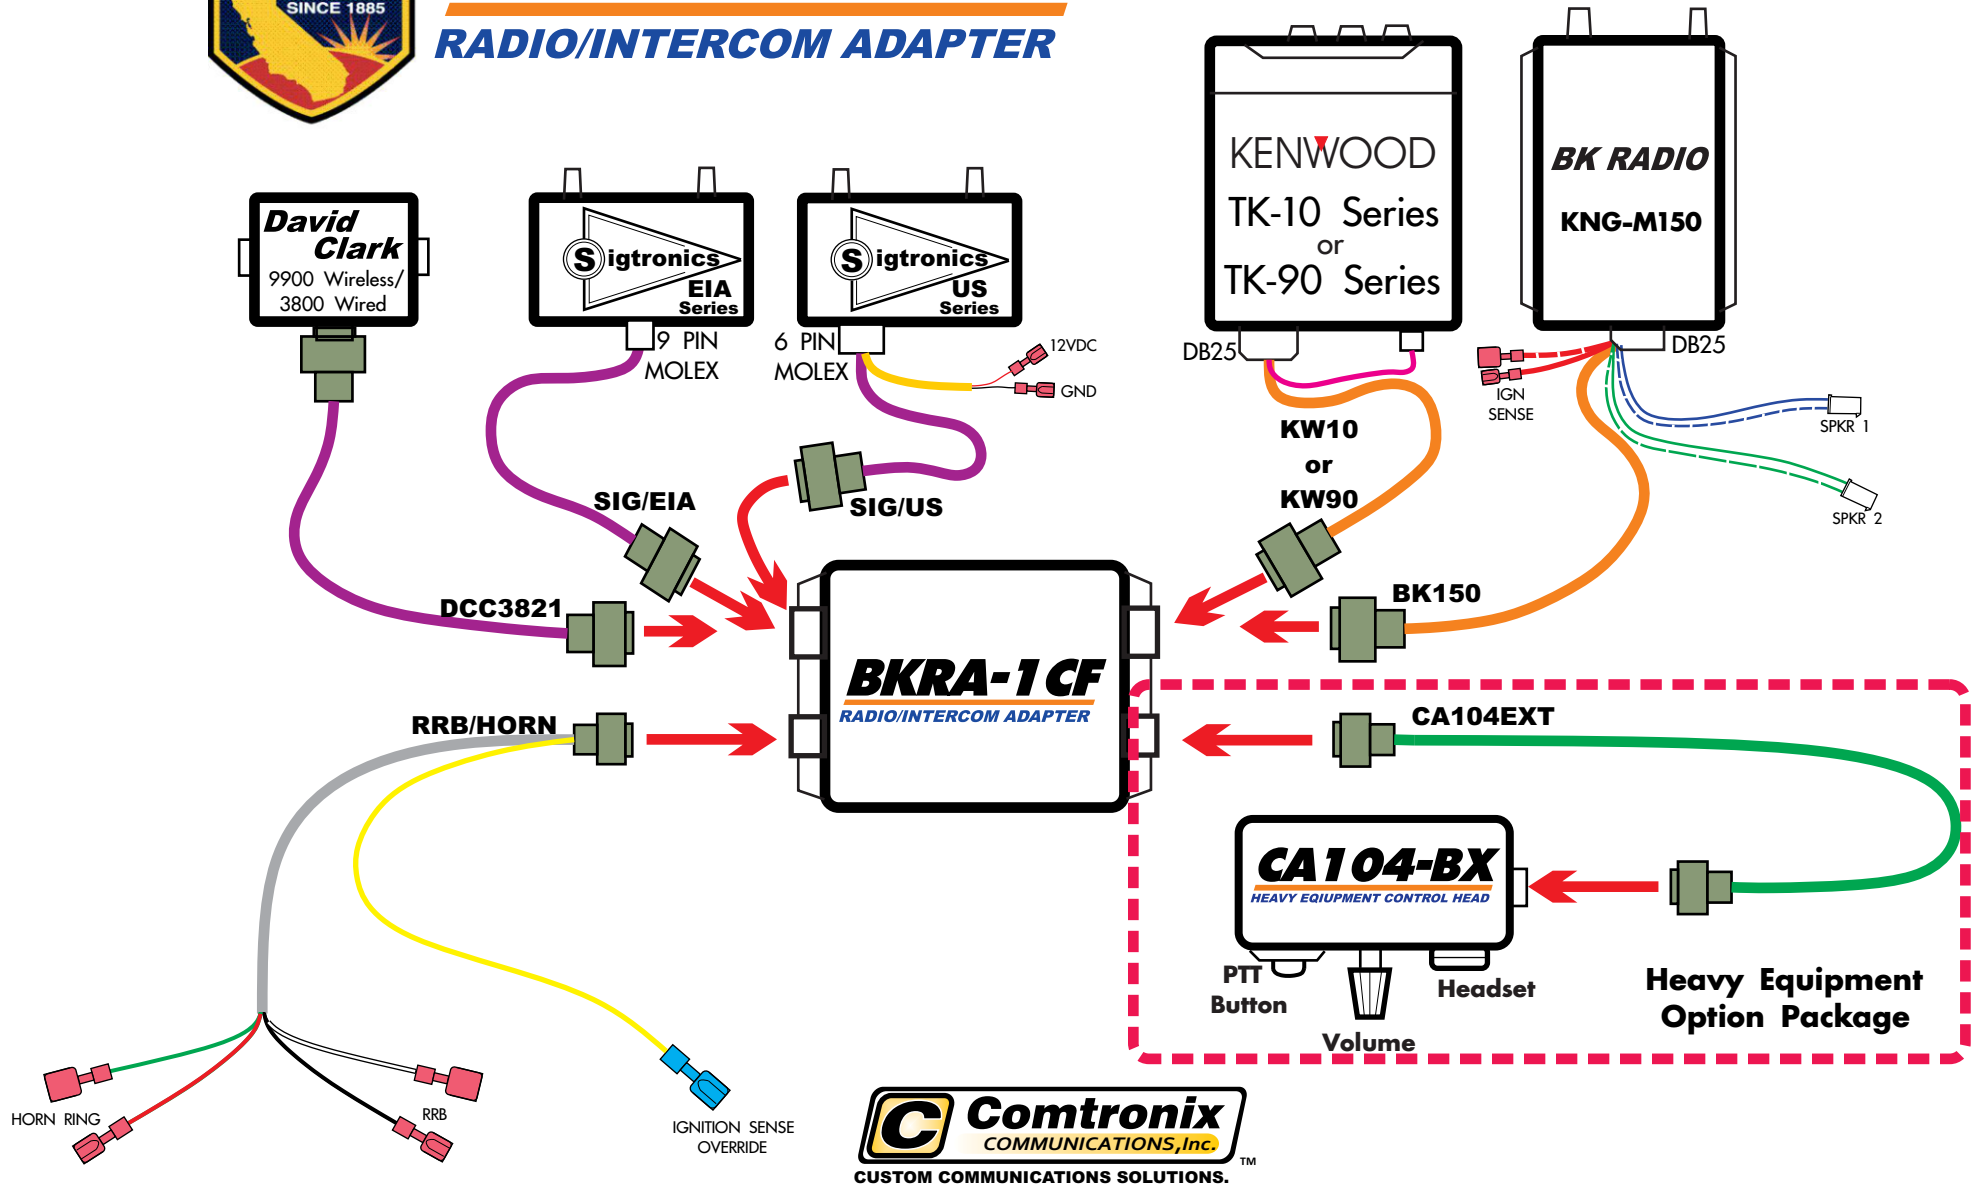 SINCE 1885
RADIO/INTERCOM ADAPTER
David
Clark
9900 Wireless/
3800 Wired
Sigtronics
EIA
Series
9 PIN
MOLEX
Sigtronics
US
Series
6 PIN
MOLEX
12VDC
GND
KENWOOD
TK-10 Series
or
TK-90 Series
DB25
BK RADIO
KNG-M150
DB25
IGN
SENSE
SPKR 1
SPKR 2
KW10
or
KW90
SIG/EIA
SIG/US
DCC3821
BK150
BKRA-1CF
RADIO/INTERCOM ADAPTER
RRB/HORN
CA104EXT
CA104-BX
HEAVY EQIUPMENT CONTROL HEAD
PTT
Button
Volume
Headset
Heavy Equipment
Option Package
HORN RING
RRB
IGNITION SENSE
OVERRIDE
C Comtronix
COMMUNICATIONS,Inc.
TM
CUSTOM COMMUNICATIONS SOLUTIONS.